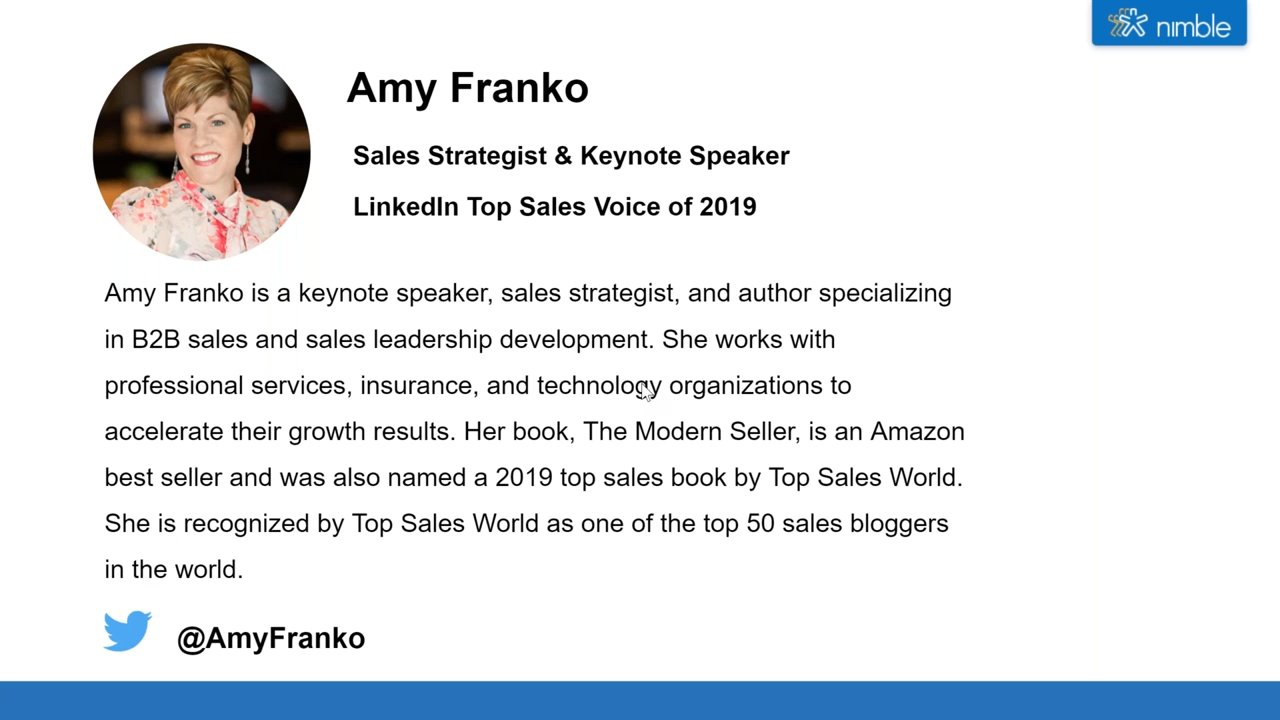 nimble
Amy Franko
Sales Strategist & Keynote Speaker
LinkedIn Top Sales Voice of 2019
Amy Franko is a keynote speaker, sales strategist, and author specializing
in B2B sales and sales leadership development. She works with
professional services, insurance, and technology organizations to
accelerate their growth results. Her book, The Modern Seller, is an Amazon
best seller and was also named a 2019 top sales book by Top Sales World.
She is recognized by Top Sales World as one of the top 50 sales bloggers
in the world.
@AmyFranko